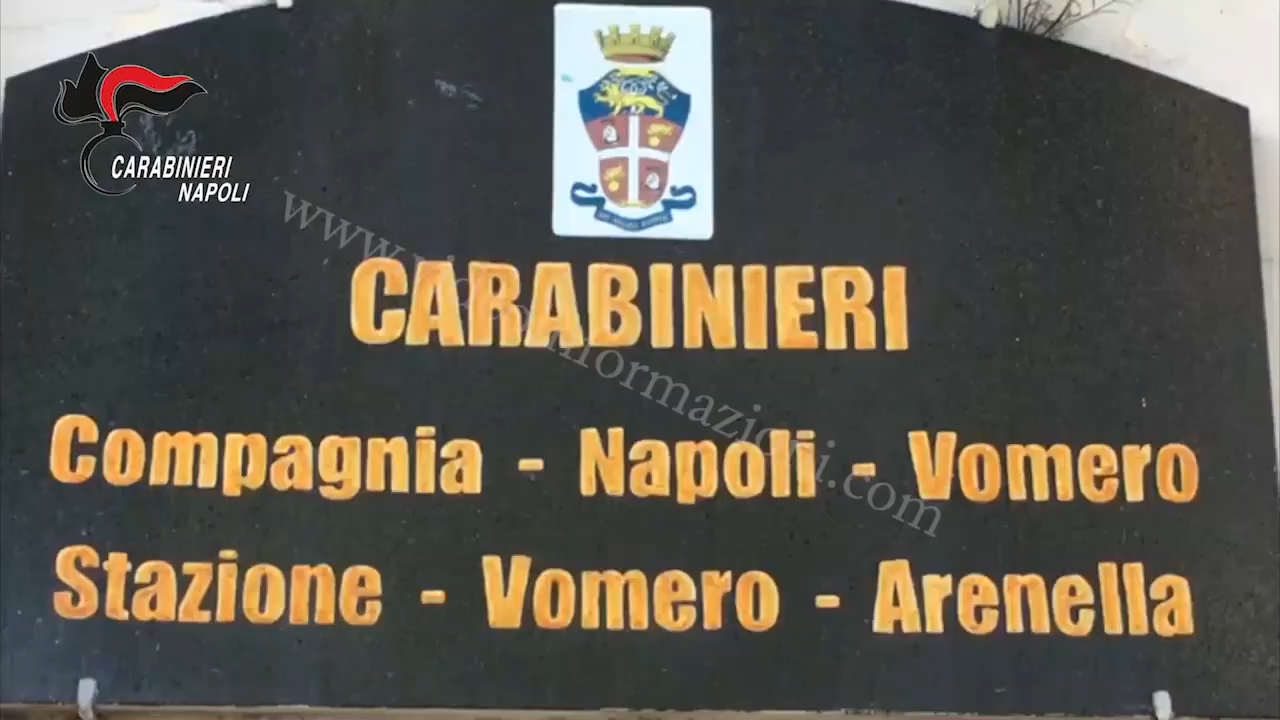 CARABINIERI
NAPOLI
CARABINIERI
Compagnia - Napoli - Vomero
Stazione - Vomero - Arenella